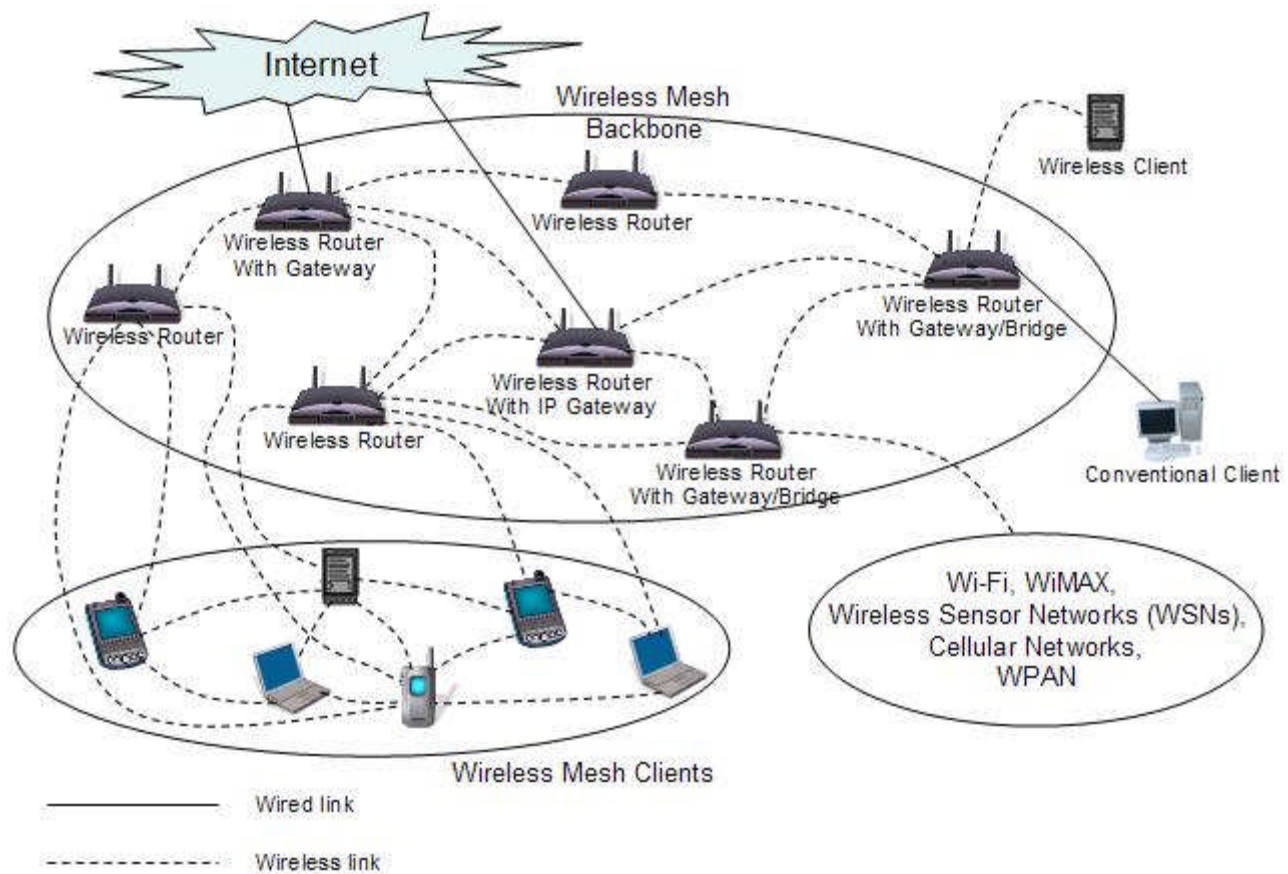 Internet
Wireless Mesh
Backbone
Wireless Client
Wireless Router
With Gateway
Wireless Router
Wireless Router
With Gateway/Bridge
Wireless Router
Wireless Router
With IP Gateway
Wireless Router
Wireless Router
With Gateway/Bridge
Conventional Client
Wi-Fi, WiMAX,
Wireless Sensor Networks (WSNs),
Cellular Networks,
WPAN
Wireless Mesh Clients
Wired link
Wireless link